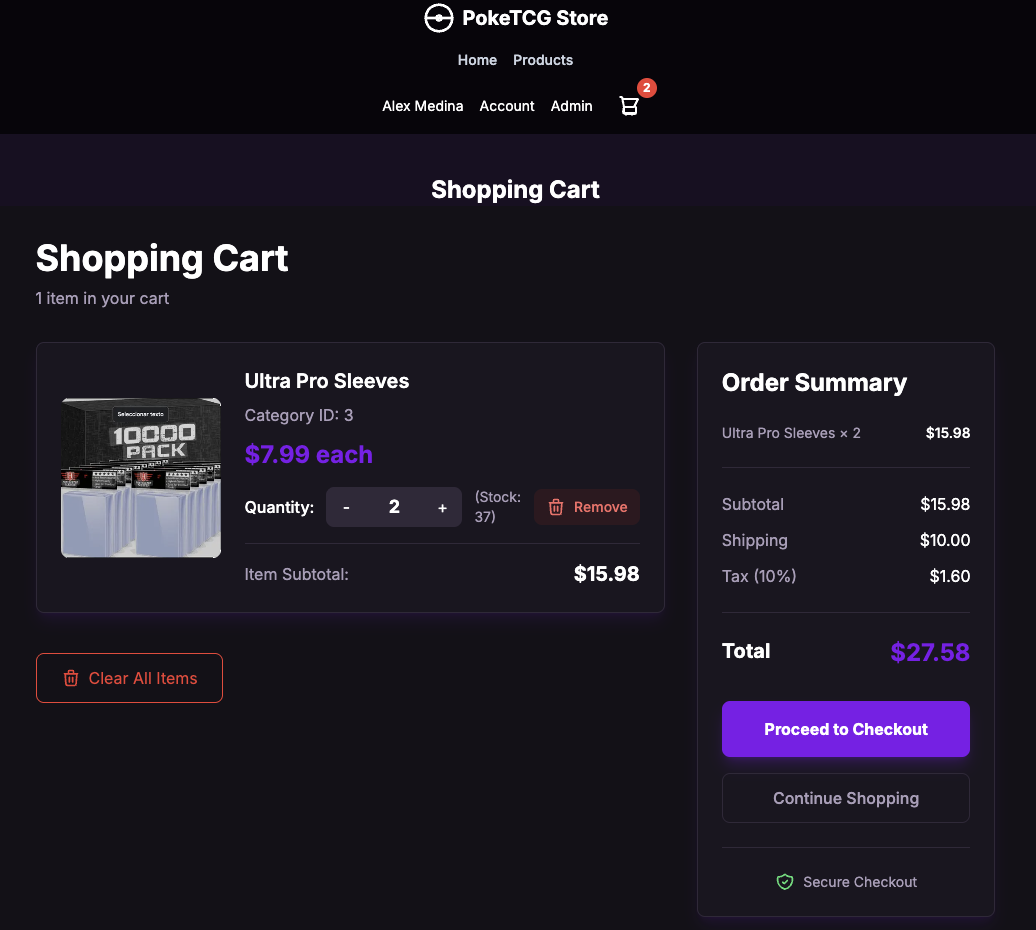 PokeTCG Store
Home Products
Alex Medina Account Admin 2
Shopping Cart
Shopping Cart
1 item in your cart
Seleccionar texto
10000
PACK
Ultra Pro Sleeves
Category ID: 3
$7.99 each
Quantity: - 2 + (Stock: 37) Remove
Item Subtotal: $15.98
Clear All Items
Order Summary
Ultra Pro Sleeves × 2 $15.98
Subtotal $15.98
Shipping $10.00
Tax (10%) $1.60
Total $27.58
Proceed to Checkout
Continue Shopping
Secure Checkout